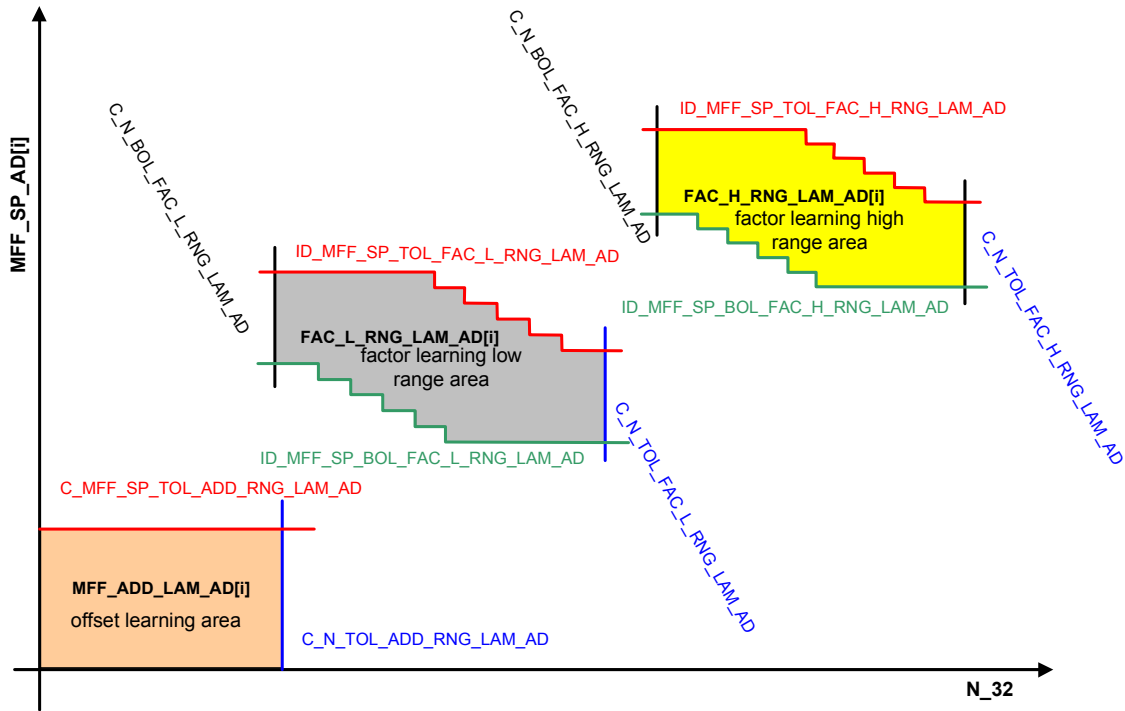 MFF_SP_AD[i]
C_N_BOL_FAC_L_RNG_LAM_AD
C_N_BOL_FAC_H_RNG_LAM_AD
ID_MFF_SP_TOL_FAC_H_RNG_LAM_AD
FAC_H_RNG_LAM_AD[i]
factor learning high
range area
ID_MFF_SP_BOL_FAC_H_RNG_LAM_AD
C_N_TOL_FAC_H_RNG_LAM_AD
ID_MFF_SP_TOL_FAC_L_RNG_LAM_AD
FAC_L_RNG_LAM_AD[i]
factor learning low
range area
ID_MFF_SP_BOL_FAC_L_RNG_LAM_AD
C_N_TOL_FAC_L_RNG_LAM_AD
C_MFF_SP_TOL_ADD_RNG_LAM_AD
MFF_ADD_LAM_AD[i]
offset learning area
C_N_TOL_ADD_RNG_LAM_AD
N_32